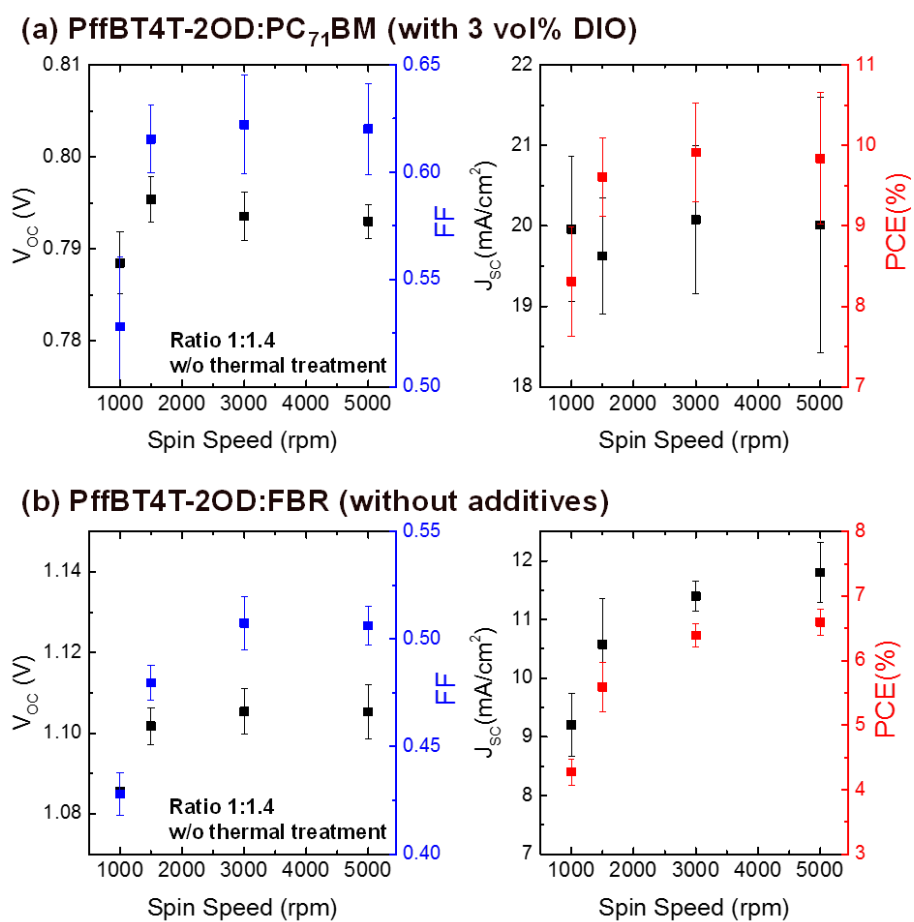 (a) PffBT4T-2OD:PC₇₁BM (with 3 vol% DIO)
0.81
0.80
0.79
0.78
V_OC (V)
0.65
0.60
0.55
0.50
FF
Ratio 1:1.4
w/o thermal treatment
1000 2000 3000 4000 5000
Spin Speed (rpm)
22
21
20
19
18
J_SC(mA/cm²)
11
10
9
8
7
PCE(%)
1000 2000 3000 4000 5000
Spin Speed (rpm)
(b) PffBT4T-2OD:FBR (without additives)
1.14
1.12
1.10
1.08
V_OC (V)
0.55
0.50
0.45
0.40
FF
Ratio 1:1.4
w/o thermal treatment
1000 2000 3000 4000 5000
Spin Speed (rpm)
12
11
10
9
8
7
J_SC(mA/cm²)
8
7
6
5
4
3
PCE(%)
1000 2000 3000 4000 5000
Spin Speed (rpm)